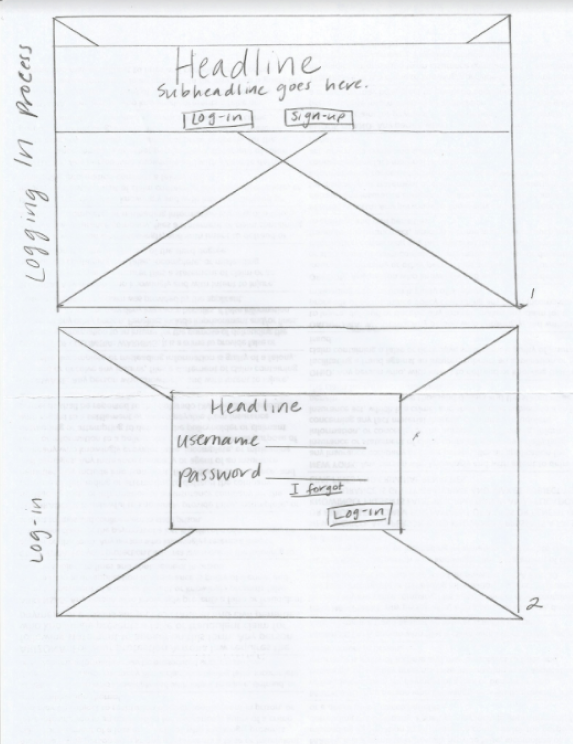 Logging In Process
Headline
Subheadline goes here.
Log-in
Sign-up
1
Log-in
Headline
username
password
I forgot
Log-in
2